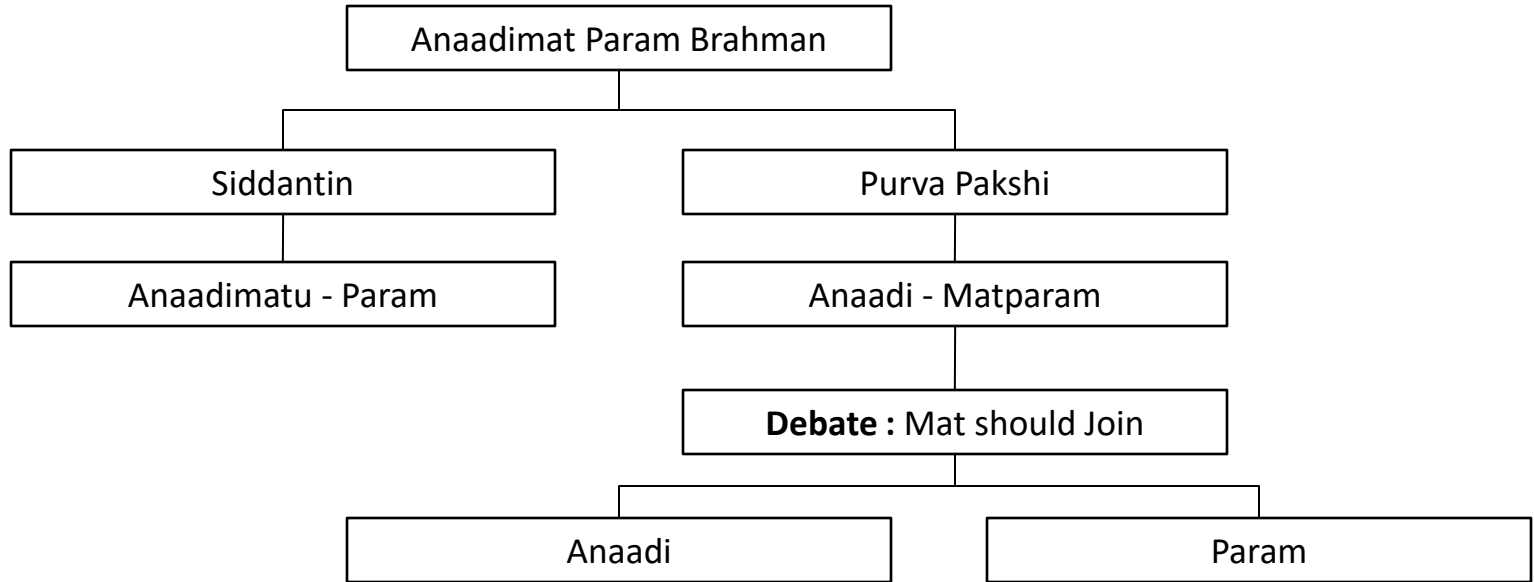 Anaadimat Param Brahman
Siddantin
Purva Pakshi
Anaadimatu - Param
Anaadi - Matparam
Debate : Mat should Join
Anaadi
Param